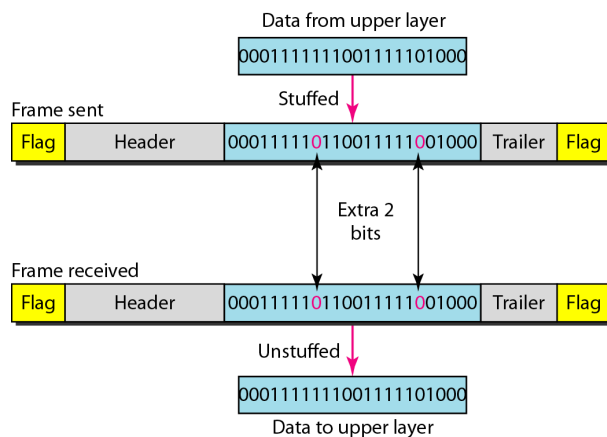 Data from upper layer
0001111111001111101000
Stuffed
Frame sent
Flag Header 000111110110011111001000 Trailer Flag
Extra 2
bits
Frame received
Flag Header 000111110110011111001000 Trailer Flag
Unstuffed
0001111111001111101000
Data to upper layer